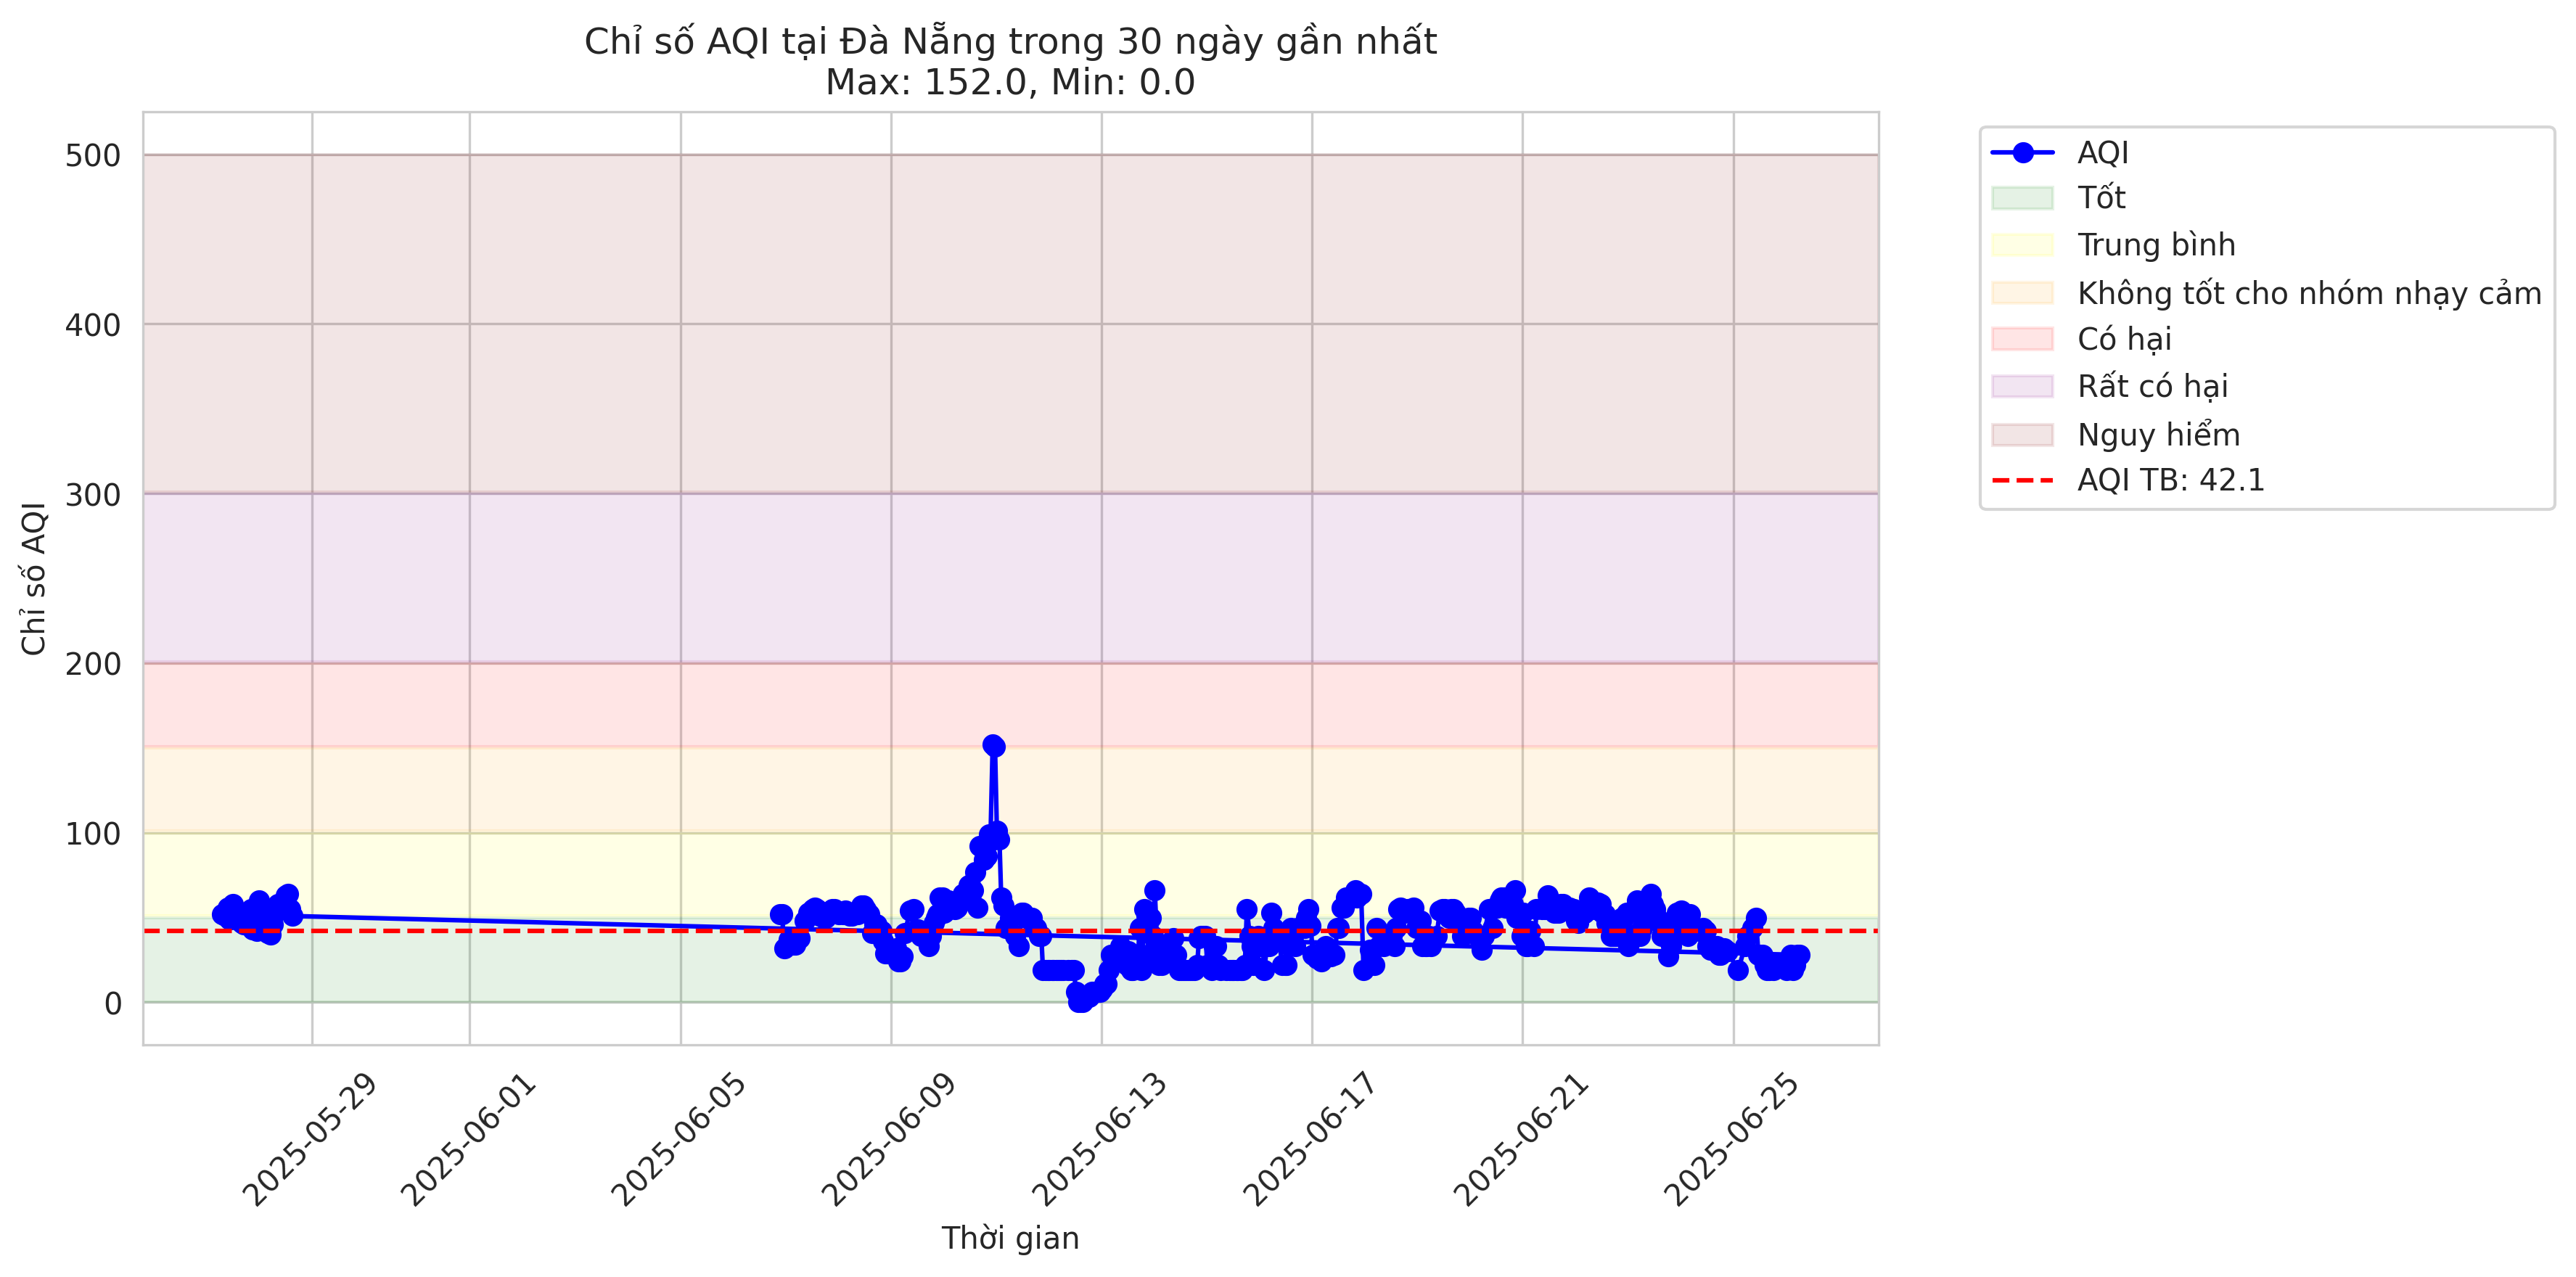 Chỉ số AQI tại Đà Nẵng trong 30 ngày gần nhất
Max: 152.0, Min: 0.0
Chỉ số AQI
500
400
300
200
100
0
2025-05-29
2025-06-01
2025-06-05
2025-06-09
2025-06-13
2025-06-17
2025-06-21
2025-06-25
Thời gian
AQI
Tốt
Trung bình
Không tốt cho nhóm nhạy cảm
Có hại
Rất có hại
Nguy hiểm
AQI TB: 42.1